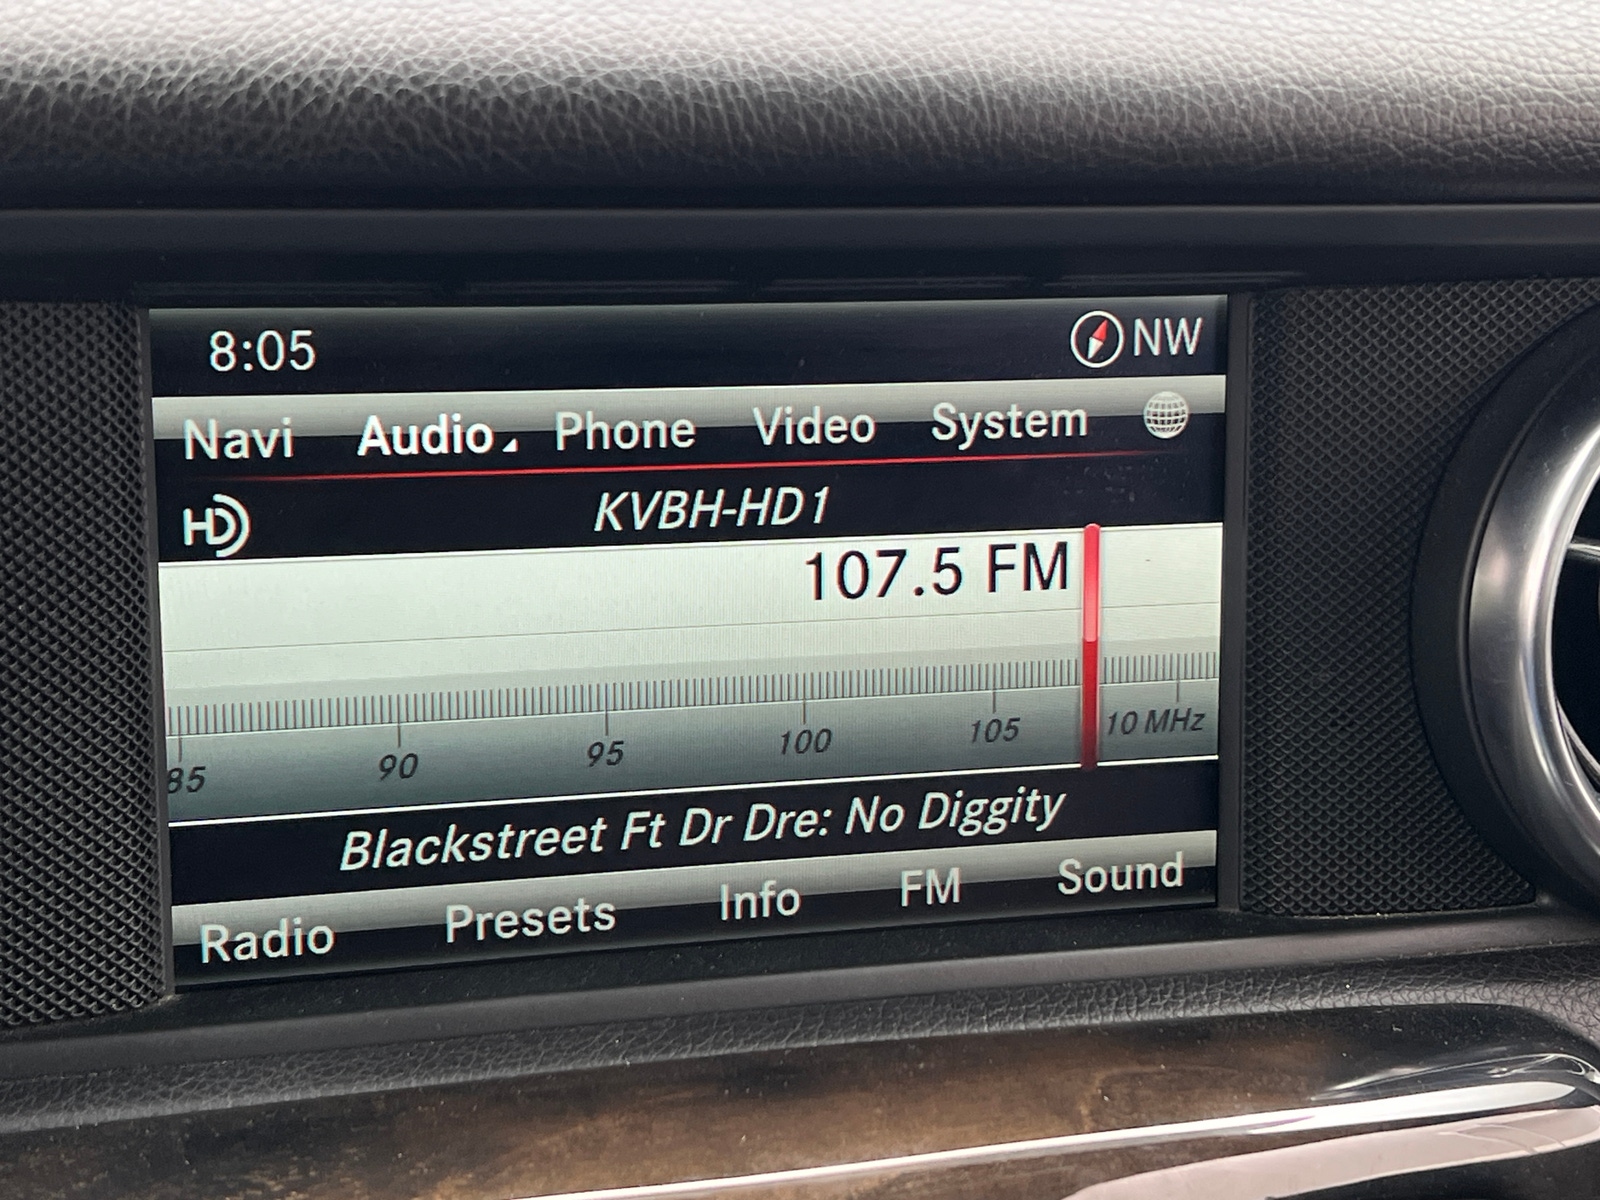 8:05 NW
Navi Audio Phone Video System
HD KVBH-HD1
107.5 FM
85 90 95 100 105 10 MHz
Blackstreet Ft Dr Dre: No Diggity
Radio Presets Info FM Sound